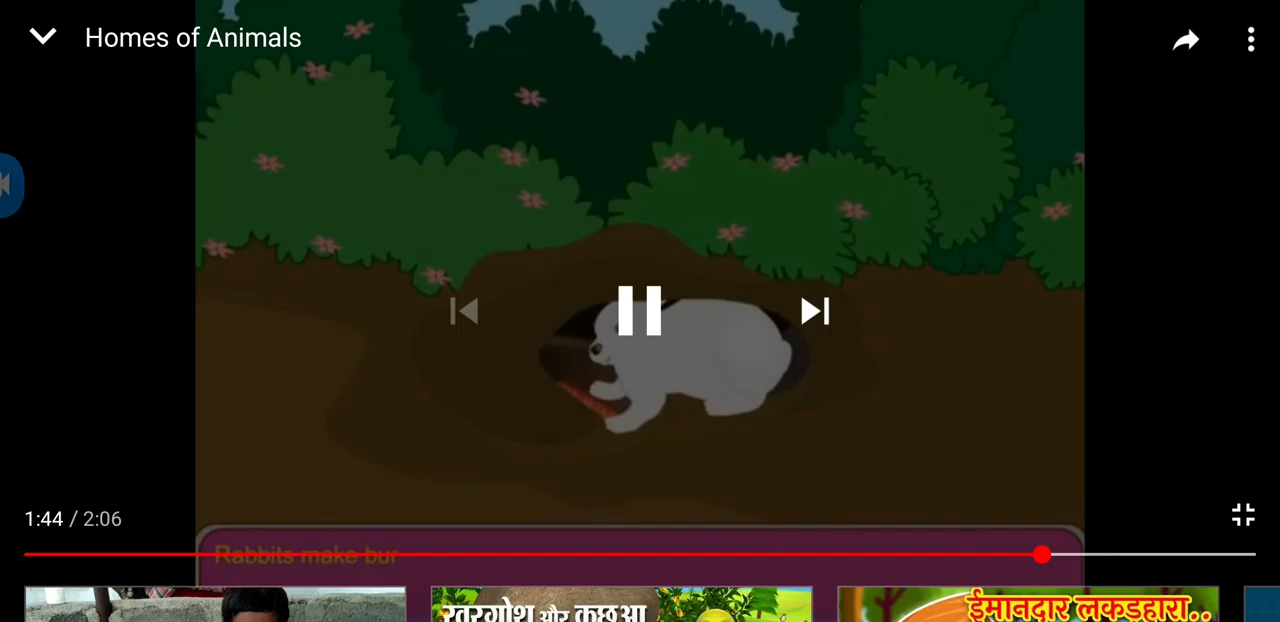 Homes of Animals
1:44 / 2:06
Rabbits make bur
खरगोश और कछुआ
ईमानदार लकड़हारा..